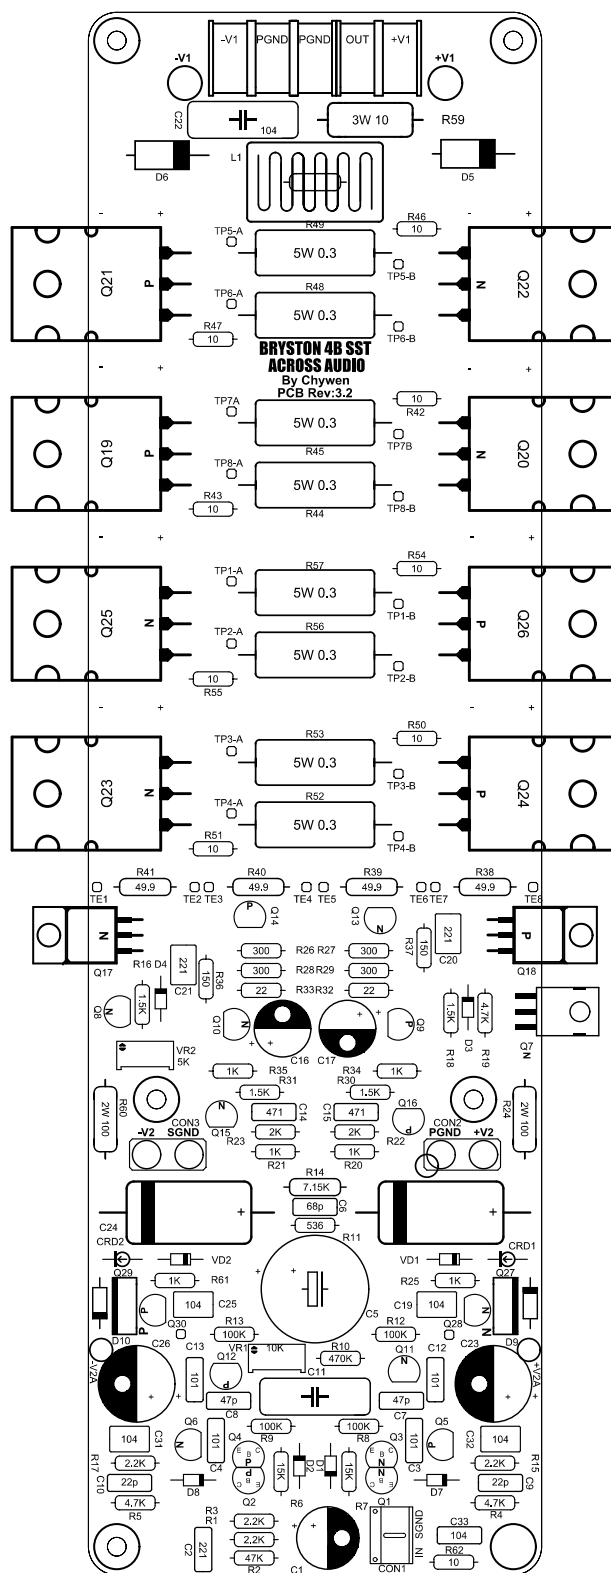 -V1 PGND PGND OUT +V1
-V1 +V1
C22 104 3W 10 R59
D6 L1 D5
- + R49 R46 - +
TP5-A 10
Q21 P 5W 0.3 TP5-B N Q22
TP6-A R48
5W 0.3 TP6-B
R47
10
BRYSTON 4B SST
ACROSS AUDIO
By Chywen
PCB Rev:3.2
- + - +
TP7A 10
R42
Q19 P 5W 0.3 TP7B N Q20
R45
TP8-A
5W 0.3 TP8-B
R43 R44
10
- + R57 R54 - +
TP1-A 10
Q25 N 5W 0.3 TP1-B P Q26
TP2-A R56
5W 0.3 TP2-B
10
R55
- + R53 R50 - +
TP3-A 10
Q23 N 5W 0.3 TP3-B P Q24
TP4-A R52
5W 0.3 TP4-B
R51
10
R41 R40 R39 R38
49.9 49.9 49.9 49.9
TE1 TE2 TE3 TE4 TE5 TE6 TE7 TE8
P Q14 Q13
N Q17 221 C21 150 R36 R37 150 221 C20 P Q18
300 R26 R27 300
300 R28 R29 300
22 R33 R32 22
R16 1.5K D4
Q8 N Q10 N + C16 + C17 P Q9
1.5K R18 D3 4.7K R19 Q7 N
VR2 5K
1K R35 R34 1K
R31 R30
1.5K 1.5K
R60 2W 100 471 C14 C15 471 Q16 P R24 2W 100
Q15 R23 2K 2K R22
1K 1K
R21 R20
CON3 CON2
-V2 SGND PGND +V2
R14
7.15K
68p C6
536
R11
C24 + +
CRD2 VD2 VD1 CRD1
Q29 1K R61 R25 1K Q27
P 104 C25 + + C5 C19 104 N
D10 P Q30 R13 R12 Q28 N D9
100K 100K
-V2A C26 C13 VR1 10K R10 C12 C23 +V2A
Q12 P 470K Q11 N
101 C11 101
+ 47p 47p +
C8 C7
104 C31 Q6 N 101 C4 100K R9 R8 100K 101 C3 P Q5 C32 104
R17 2.2K Q4 E B C P P C B E 15K D2 D1 15K Q3 E B C N N C B E 2.2K R15
C10 22p D8 Q2 R6 R7 Q1 D7 22p C9
4.7K 4.7K
R5 R4
R3
R1 2.2K
2.2K
C2 221 47K
R2 C1 + CON1 IN SGND C33
104
R62
10